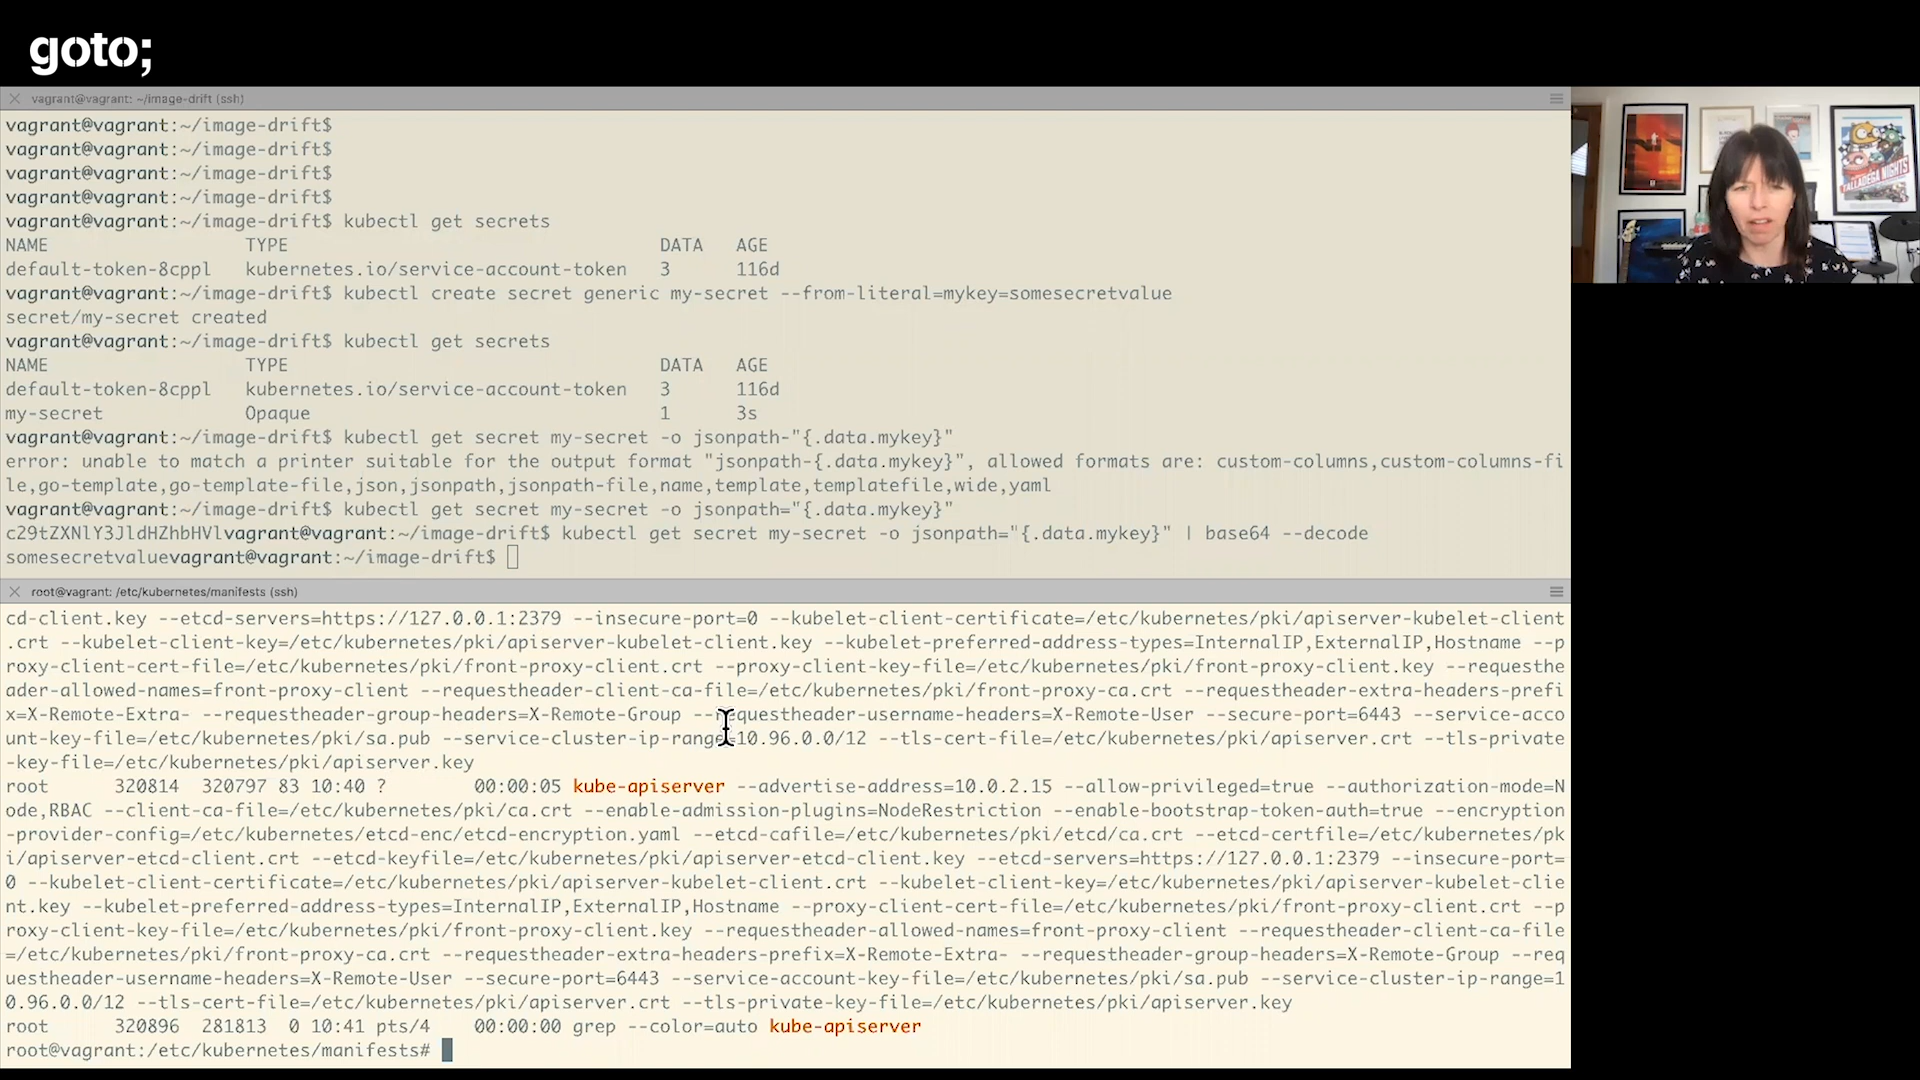 goto;
vagrant@vagrant: ~/image-drift (ssh)
vagrant@vagrant:~/image-drift$
vagrant@vagrant:~/image-drift$
vagrant@vagrant:~/image-drift$
vagrant@vagrant:~/image-drift$
vagrant@vagrant:~/image-drift$ kubectl get secrets
NAME TYPE DATA AGE
default-token-8cppl kubernetes.io/service-account-token 3 116d
vagrant@vagrant:~/image-drift$ kubectl create secret generic my-secret --from-literal=mykey=somesecretvalue
secret/my-secret created
vagrant@vagrant:~/image-drift$ kubectl get secrets
NAME TYPE DATA AGE
default-token-8cppl kubernetes.io/service-account-token 3 116d
my-secret Opaque 1 3s
vagrant@vagrant:~/image-drift$ kubectl get secret my-secret -o jsonpath-"{.data.mykey}"
error: unable to match a printer suitable for the output format "jsonpath-{.data.mykey}", allowed formats are: custom-columns,custom-columns-fi
le,go-template,go-template-file,json,jsonpath,jsonpath-file,name,template,templatefile,wide,yaml
vagrant@vagrant:~/image-drift$ kubectl get secret my-secret -o jsonpath="{.data.mykey}"
c29tZXNlY3JldHZhbHVlvagrant@vagrant:~/image-drift$ kubectl get secret my-secret -o jsonpath="{.data.mykey}" | base64 --decode
somesecretvaluevagrant@vagrant:~/image-drift$
root@vagrant: /etc/kubernetes/manifests (ssh)
cd-client.key --etcd-servers=https://127.0.0.1:2379 --insecure-port=0 --kubelet-client-certificate=/etc/kubernetes/pki/apiserver-kubelet-client
.crt --kubelet-client-key=/etc/kubernetes/pki/apiserver-kubelet-client.key --kubelet-preferred-address-types=InternalIP,ExternalIP,Hostname --p
roxy-client-cert-file=/etc/kubernetes/pki/front-proxy-client.crt --proxy-client-key-file=/etc/kubernetes/pki/front-proxy-client.key --requesthe
ader-allowed-names=front-proxy-client --requestheader-client-ca-file=/etc/kubernetes/pki/front-proxy-ca.crt --requestheader-extra-headers-prefi
x=X-Remote-Extra- --requestheader-group-headers=X-Remote-Group --requestheader-username-headers=X-Remote-User --secure-port=6443 --service-acco
unt-key-file=/etc/kubernetes/pki/sa.pub --service-cluster-ip-range=10.96.0.0/12 --tls-cert-file=/etc/kubernetes/pki/apiserver.crt --tls-private
-key-file=/etc/kubernetes/pki/apiserver.key
root 320814 320797 83 10:40 ? 00:00:05 kube-apiserver --advertise-address=10.0.2.15 --allow-privileged=true --authorization-mode=N
ode,RBAC --client-ca-file=/etc/kubernetes/pki/ca.crt --enable-admission-plugins=NodeRestriction --enable-bootstrap-token-auth=true --encryption
-provider-config=/etc/kubernetes/etcd-enc/etcd-encryption.yaml --etcd-cafile=/etc/kubernetes/pki/etcd/ca.crt --etcd-certfile=/etc/kubernetes/pk
i/apiserver-etcd-client.crt --etcd-keyfile=/etc/kubernetes/pki/apiserver-etcd-client.key --etcd-servers=https://127.0.0.1:2379 --insecure-port=
0 --kubelet-client-certificate=/etc/kubernetes/pki/apiserver-kubelet-client.crt --kubelet-client-key=/etc/kubernetes/pki/apiserver-kubelet-clie
nt.key --kubelet-preferred-address-types=InternalIP,ExternalIP,Hostname --proxy-client-cert-file=/etc/kubernetes/pki/front-proxy-client.crt --p
roxy-client-key-file=/etc/kubernetes/pki/front-proxy-client.key --requestheader-allowed-names=front-proxy-client --requestheader-client-ca-file
=/etc/kubernetes/pki/front-proxy-ca.crt --requestheader-extra-headers-prefix=X-Remote-Extra- --requestheader-group-headers=X-Remote-Group --req
uestheader-username-headers=X-Remote-User --secure-port=6443 --service-account-key-file=/etc/kubernetes/pki/sa.pub --service-cluster-ip-range=1
0.96.0.0/12 --tls-cert-file=/etc/kubernetes/pki/apiserver.crt --tls-private-key-file=/etc/kubernetes/pki/apiserver.key
root 320896 281813 0 10:41 pts/4 00:00:00 grep --color=auto kube-apiserver
root@vagrant:/etc/kubernetes/manifests#
TALLADEGA NIGHTS